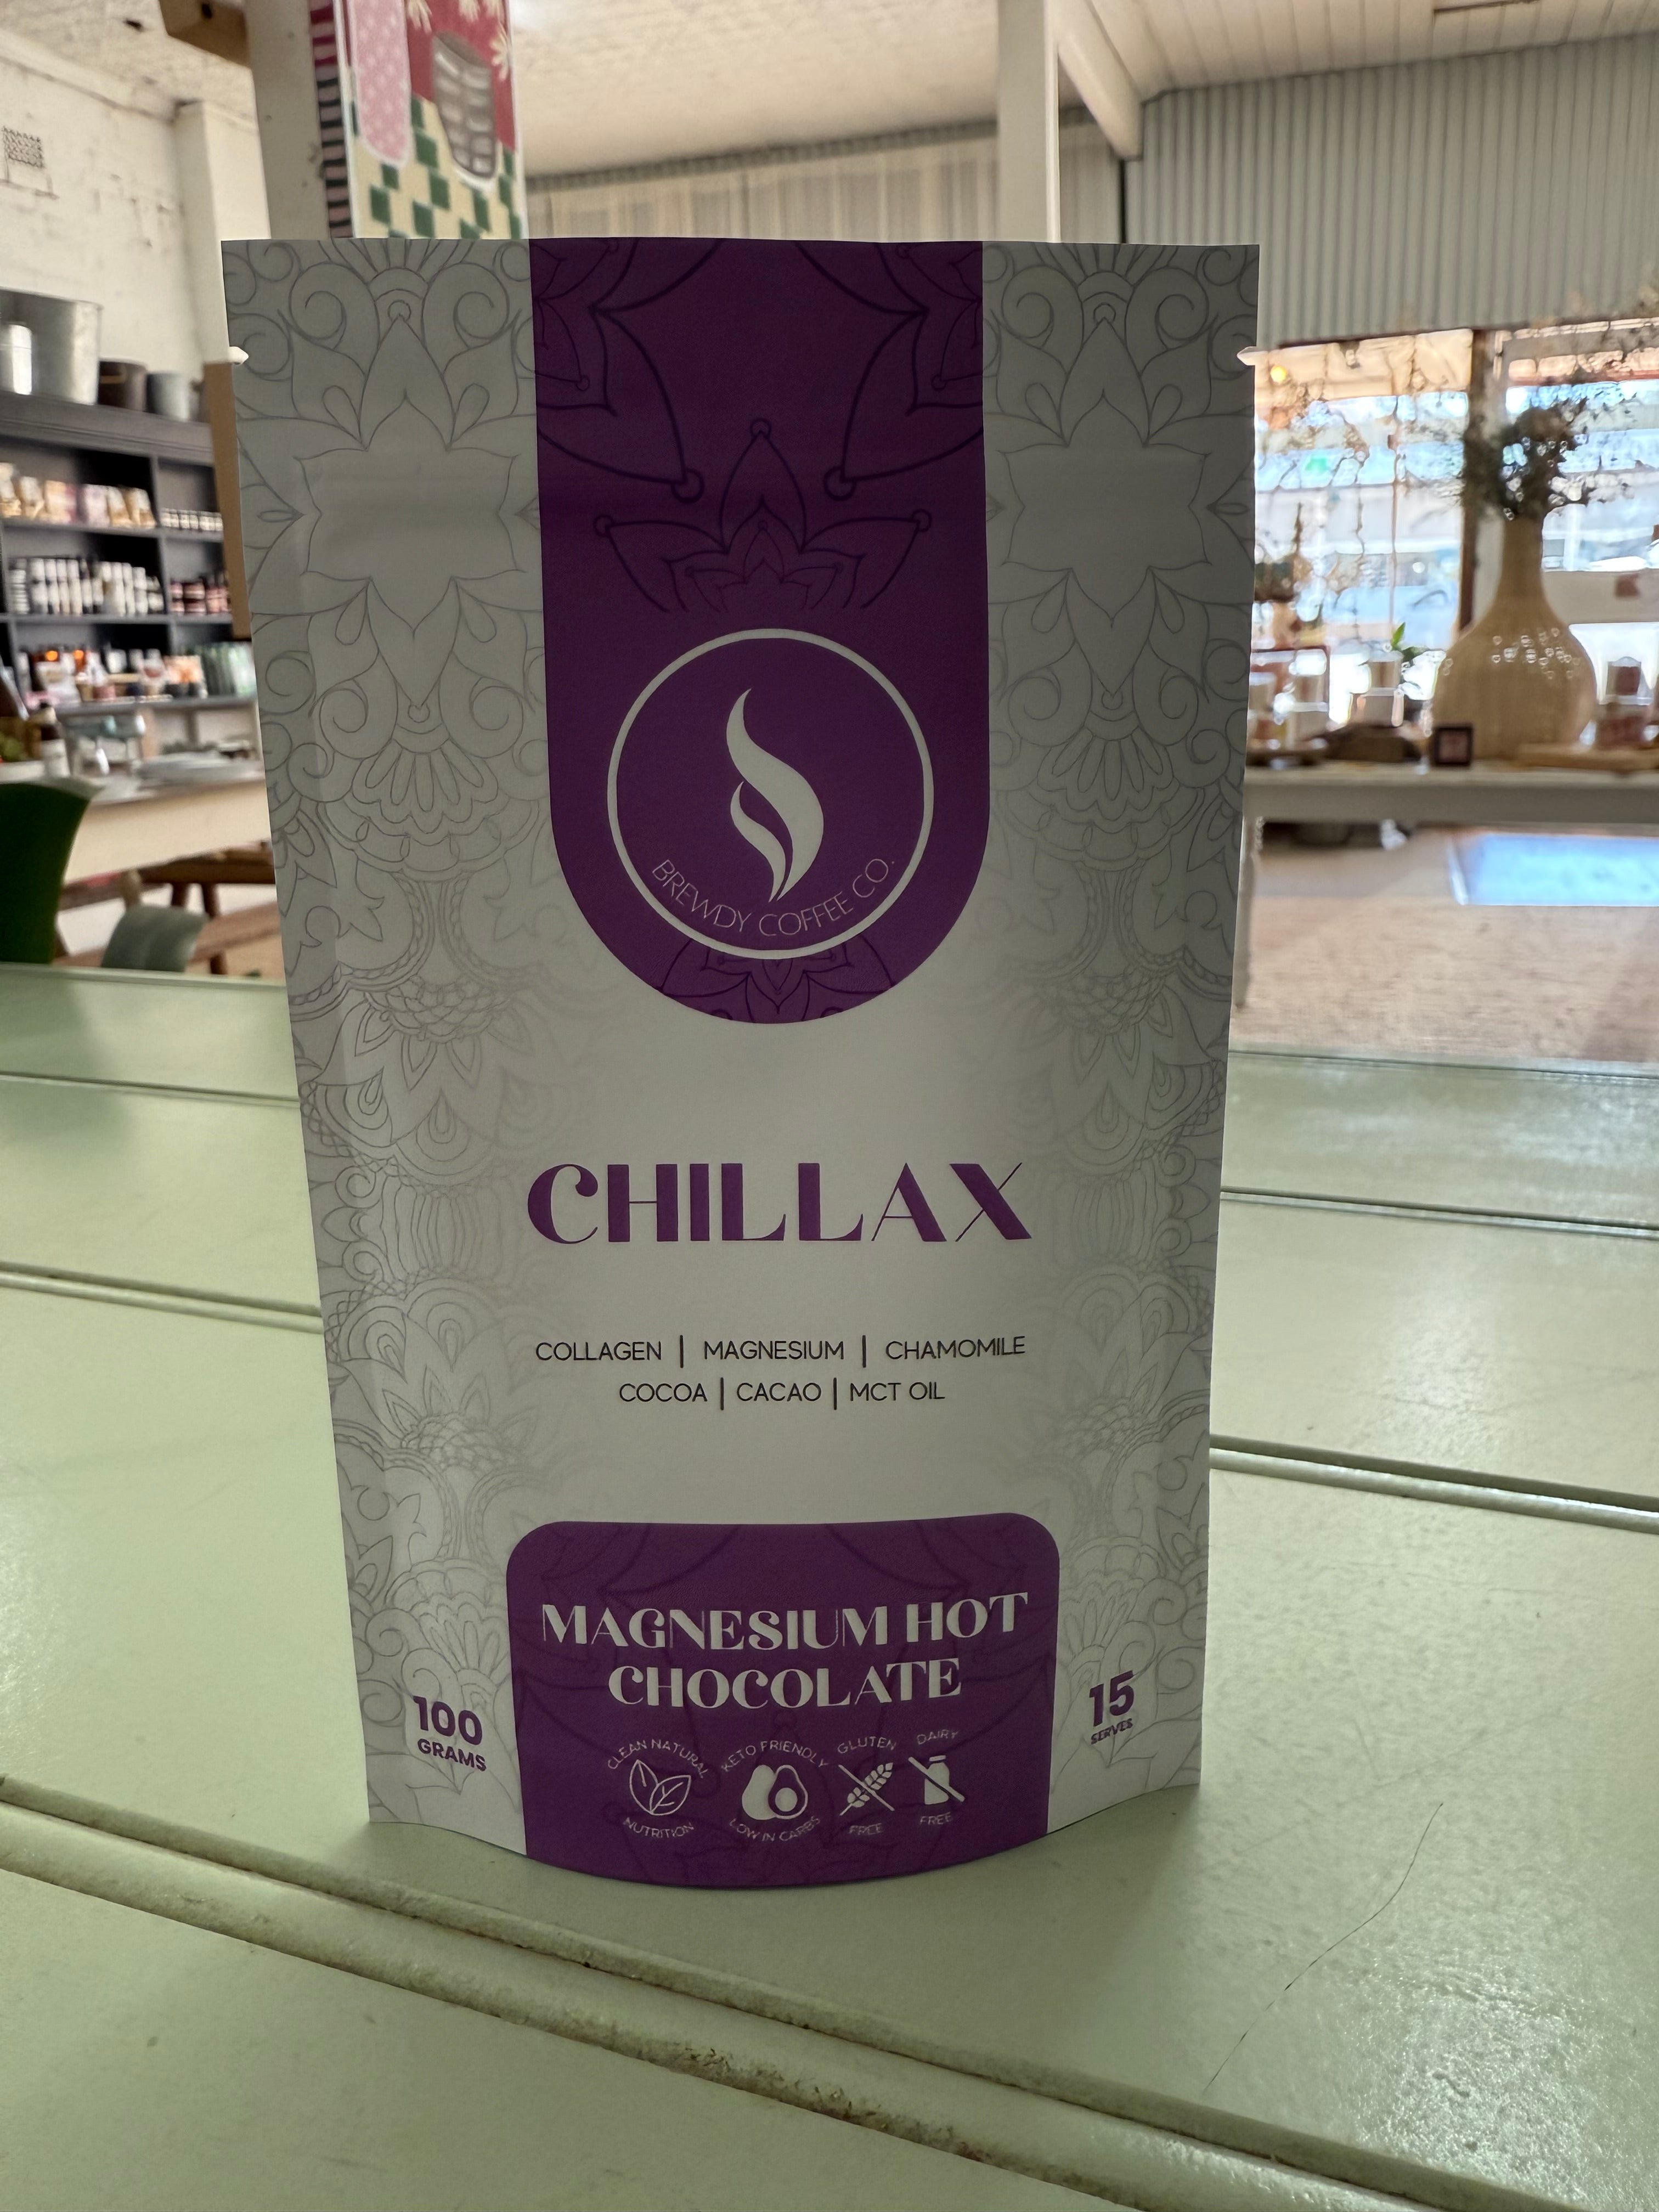 BREWDY COFFEE CO.
CHILLAX
COLLAGEN | MAGNESIUM | CHAMOMILE
COCOA | CACAO | MCT OIL
MAGNESIUM HOT
CHOCOLATE
100
GRAMS
15
SERVES
CLEAN NATURAL
NUTRITION
KETO FRIENDLY
LOW IN CARBS
GLUTEN
FREE
DAIRY
FREE